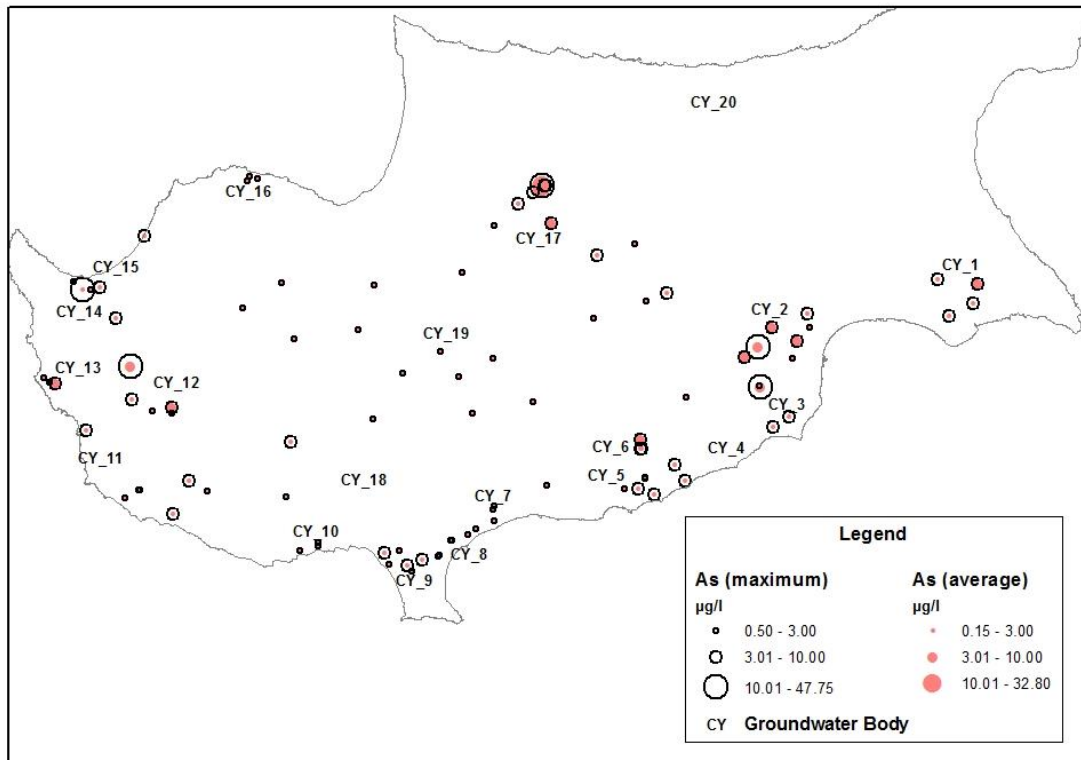 CY_20
CY_16
CY_17
CY_15
CY_1
CY_14
CY_2
CY_19
CY_13
CY_12
CY_3
CY_6
CY_4
CY_11
CY_5
CY_18
CY_7
CY_10
CY_8
CY_9
Legend
As (maximum)
µg/l
0.50 - 3.00
3.01 - 10.00
10.01 - 47.75
As (average)
µg/l
0.15 - 3.00
3.01 - 10.00
10.01 - 32.80
CY Groundwater Body